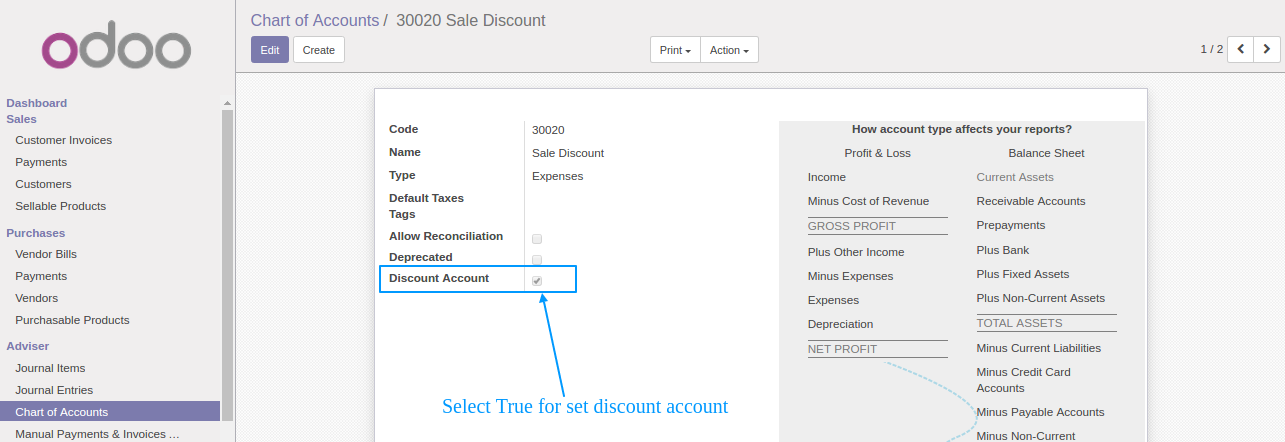 odoo
Dashboard
Sales
Customer Invoices
Payments
Customers
Sellable Products
Purchases
Vendor Bills
Payments
Vendors
Purchasable Products
Adviser
Journal Items
Journal Entries
Chart of Accounts
Manual Payments & Invoices ...
Chart of Accounts / 30020 Sale Discount
Edit Create Print Action 1 / 2
Code 30020
Name Sale Discount
Type Expenses
Default Taxes
Tags
Allow Reconciliation
Deprecated
Discount Account
Select True for set discount account
How account type affects your reports?
Profit & Loss
Income
Minus Cost of Revenue
GROSS PROFIT
Plus Other Income
Minus Expenses
Expenses
Depreciation
NET PROFIT
Balance Sheet
Current Assets
Receivable Accounts
Prepayments
Plus Bank
Plus Fixed Assets
Plus Non-Current Assets
TOTAL ASSETS
Minus Current Liabilities
Minus Credit Card
Accounts
Minus Payable Accounts
Minus Non-Current